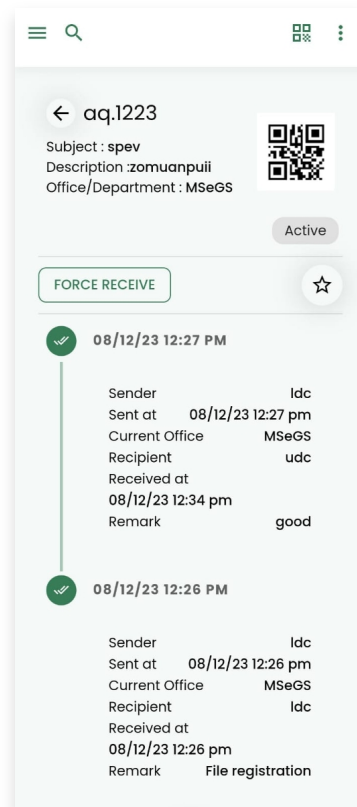 aq.1223
Subject : spev
Description :zomuanpuii
Office/Department : MSeGS
Active
FORCE RECEIVE
08/12/23 12:27 PM
Sender ldc
Sent at 08/12/23 12:27 pm
Current Office MSeGS
Recipient udc
Received at
08/12/23 12:34 pm
Remark good
08/12/23 12:26 PM
Sender ldc
Sent at 08/12/23 12:26 pm
Current Office MSeGS
Recipient ldc
Received at
08/12/23 12:26 pm
Remark File registration